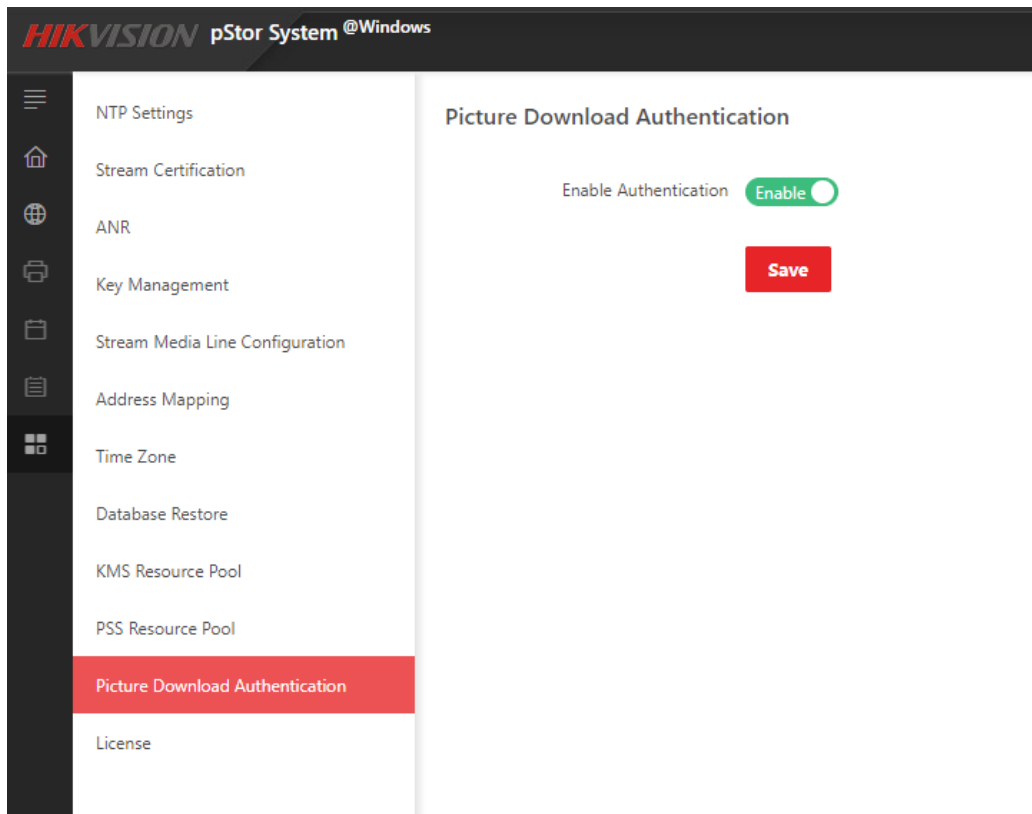 HIKVISION pStor System @Windows
NTP Settings
Stream Certification
ANR
Key Management
Stream Media Line Configuration
Address Mapping
Time Zone
Database Restore
KMS Resource Pool
PSS Resource Pool
Picture Download Authentication
License
Picture Download Authentication
Enable Authentication Enable
Save